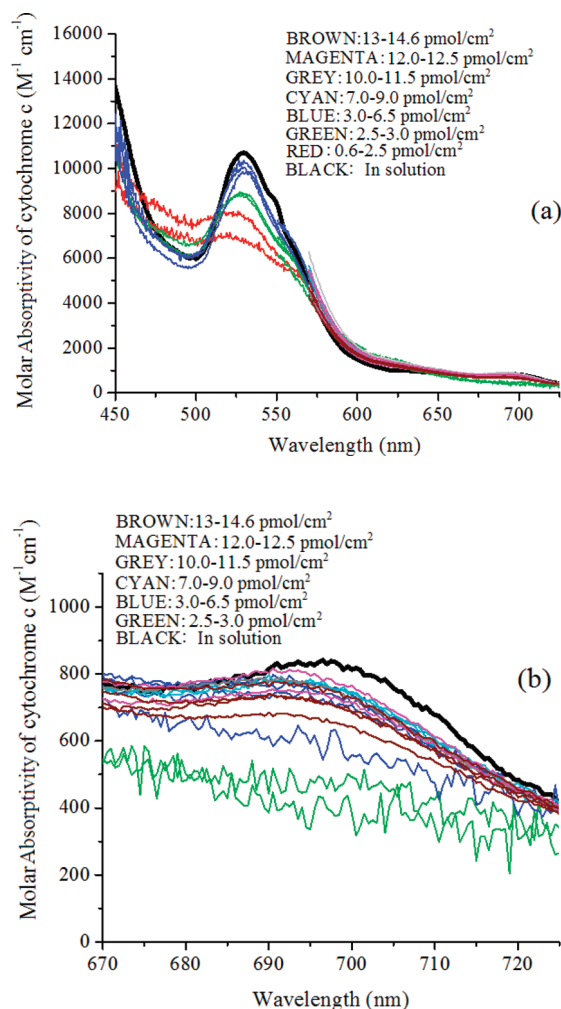 (a)
BROWN:13-14.6 pmol/cm²
MAGENTA: 12.0-12.5 pmol/cm²
GREY:10.0-11.5 pmol/cm²
CYAN:7.0-9.0 pmol/cm²
BLUE:3.0-6.5 pmol/cm²
GREEN:2.5-3.0 pmol/cm²
RED: 0.6-2.5 pmol/cm²
BLACK: In solution
Molar Absorptivity of cytochrome c (M⁻¹ cm⁻¹)
16000
14000
12000
10000
8000
6000
4000
2000
0
450 500 550 600 650 700
Wavelength (nm)
BROWN:13-14.6 pmol/cm²
MAGENTA: 12.0-12.5 pmol/cm²
GREY:10.0-11.5 pmol/cm²
CYAN:7.0-9.0 pmol/cm²
BLUE:3.0-6.5 pmol/cm²
GREEN:2.5-3.0 pmol/cm²
BLACK: In solution
(b)
Molar Absorptivity of cytochrome c (M⁻¹ cm⁻¹)
1000
800
600
400
200
0
670 680 690 700 710 720
Wavelength (nm)